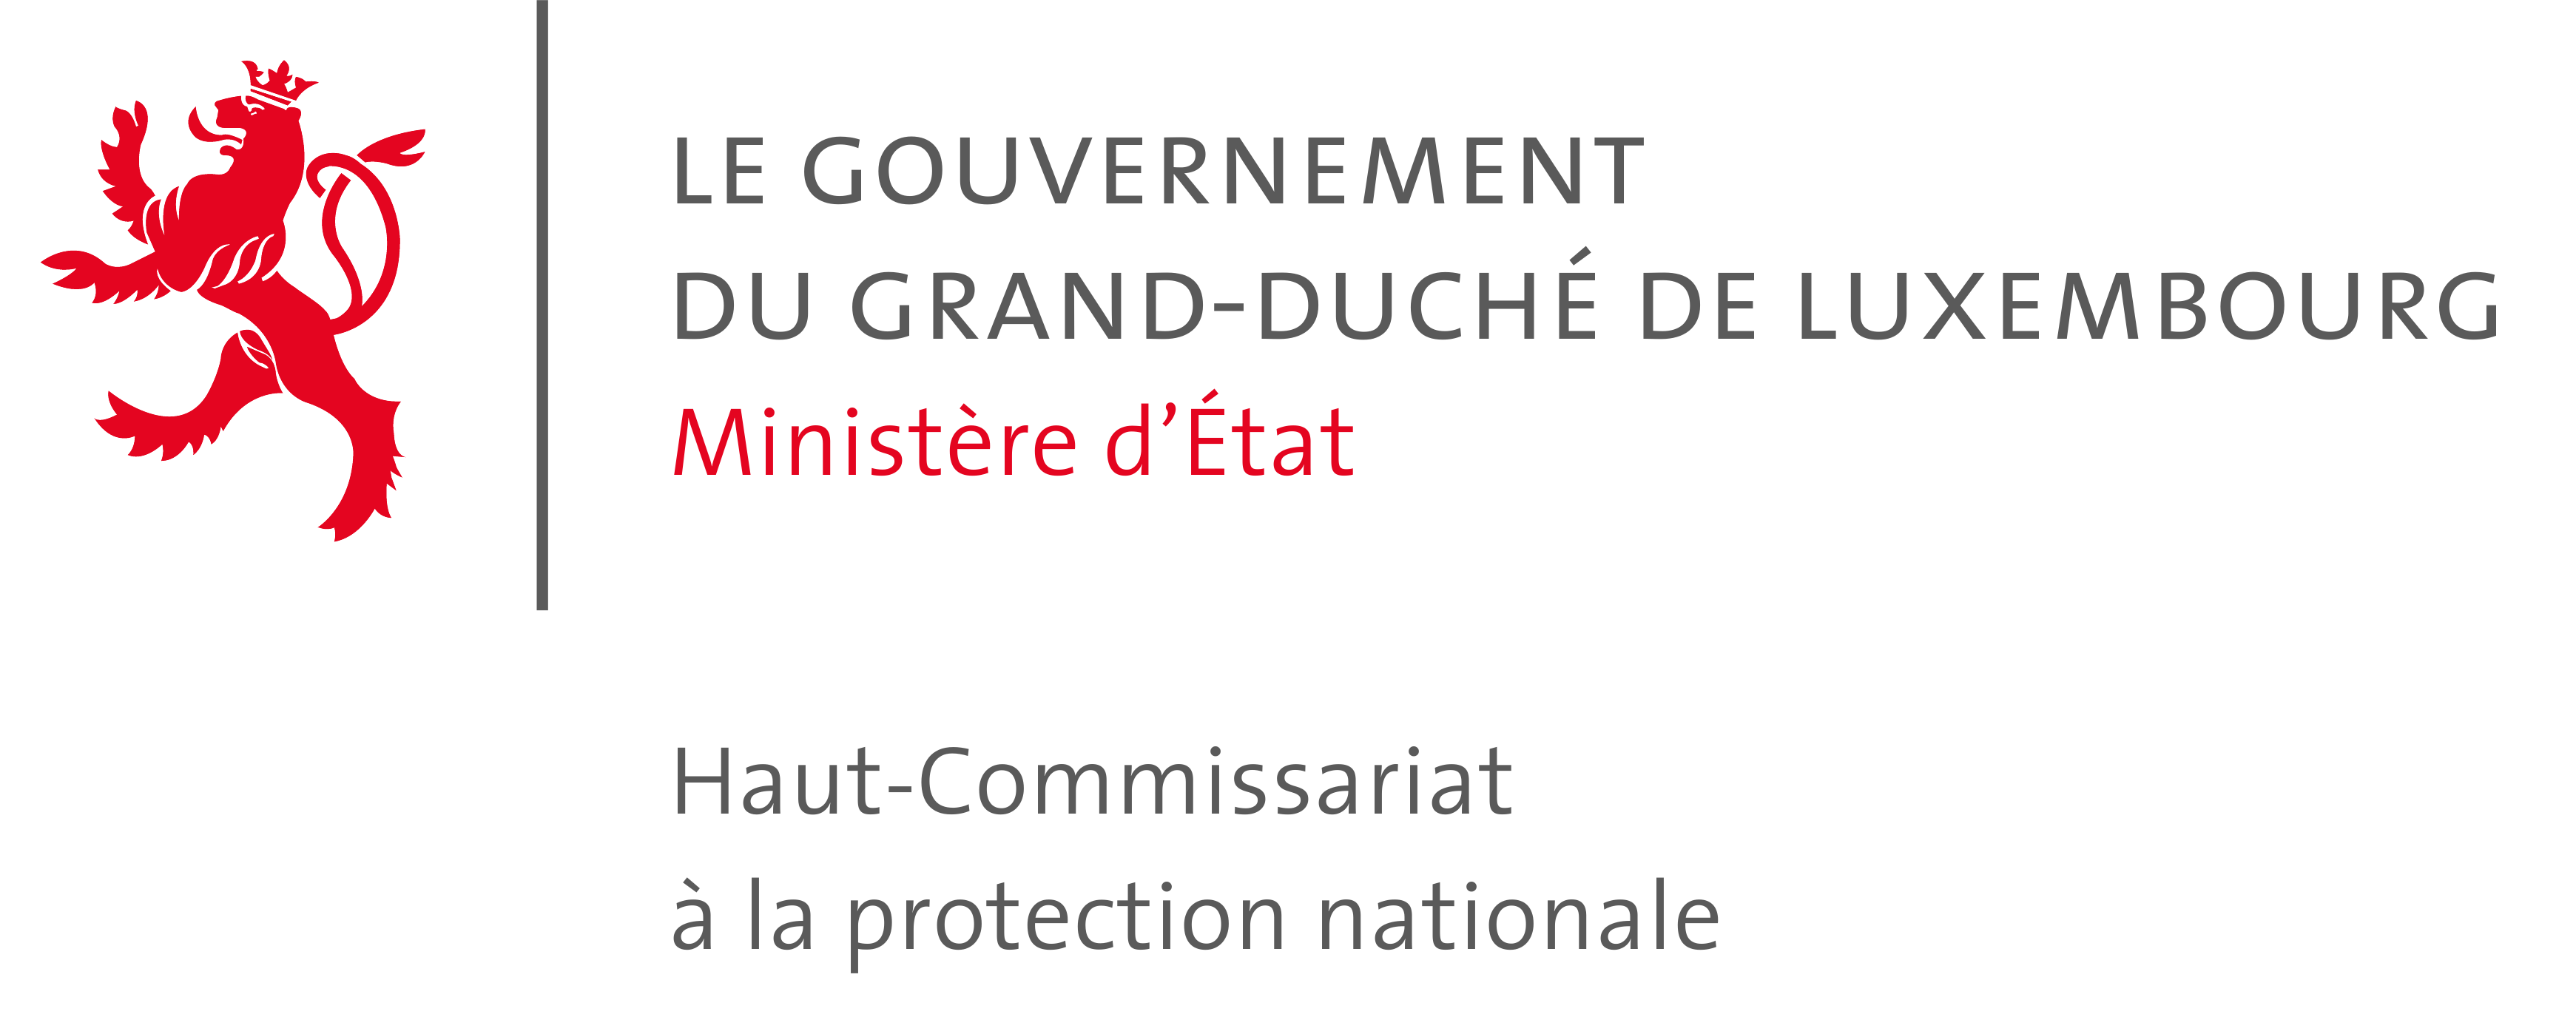 LE GOUVERNEMENT
DU GRAND-DUCHÉ DE LUXEMBOURG
Ministère d’État
Haut-Commissariat
à la protection nationale